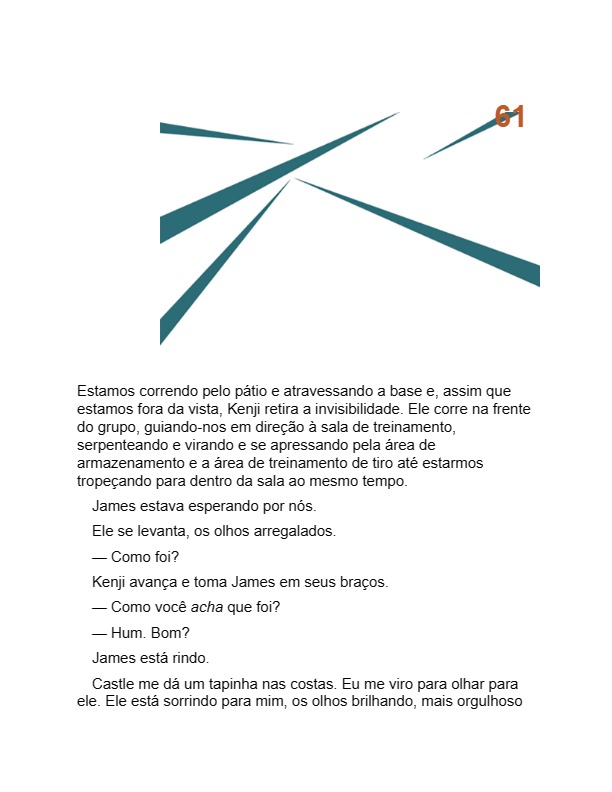 61
Estamos correndo pelo pátio e atravessando a base e, assim que
estamos fora da vista, Kenji retira a invisibilidade. Ele corre na frente
do grupo, guiando-nos em direção à sala de treinamento,
serpenteando e virando e se apressando pela área de
armazenamento e a área de treinamento de tiro até estarmos
tropeçando para dentro da sala ao mesmo tempo.
James estava esperando por nós.
Ele se levanta, os olhos arregalados.
— Como foi?
Kenji avança e toma James em seus braços.
— Como você acha que foi?
— Hum. Bom?
James está rindo.
Castle me dá um tapinha nas costas. Eu me viro para olhar para
ele. Ele está sorrindo para mim, os olhos brilhando, mais orgulhoso